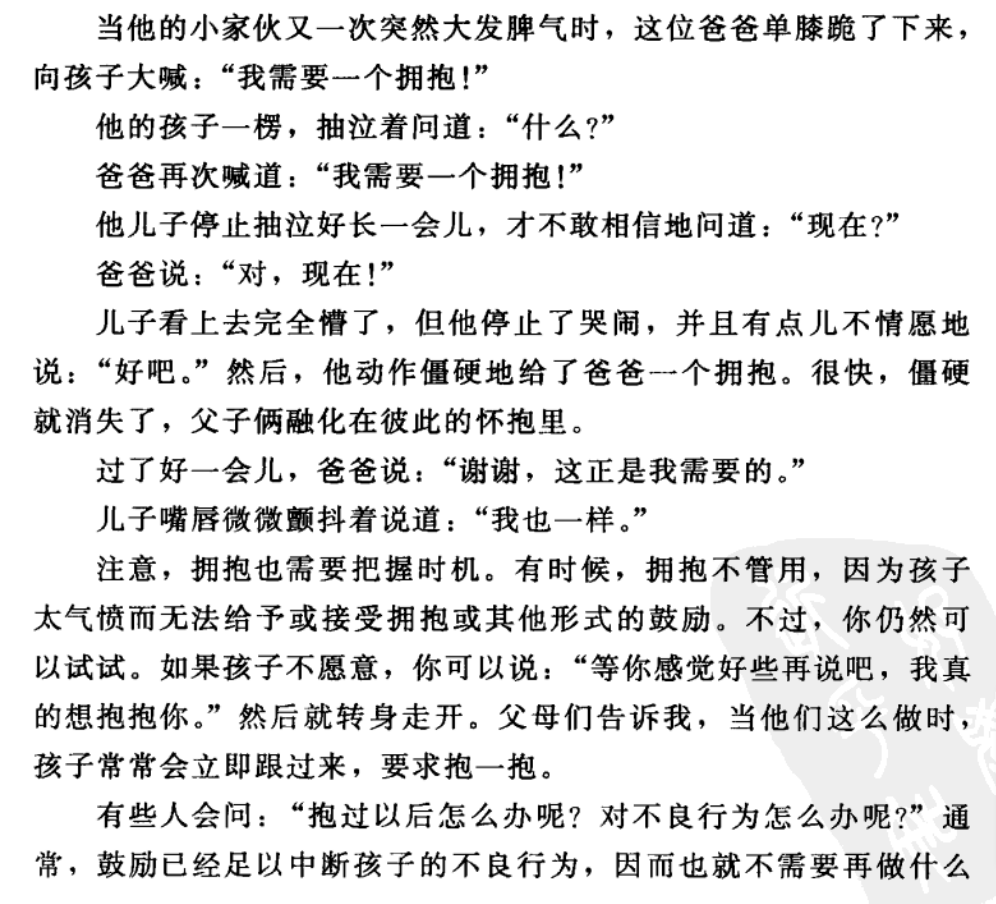 当他的小家伙又一次突然大发脾气时，这位爸爸单膝跪了下来，
向孩子大喊：“我需要一个拥抱！”
他的孩子一楞，抽泣着问道：“什么？”
爸爸再次喊道：“我需要一个拥抱！”
他儿子停止抽泣好长一会儿，才不敢相信地问道：“现在？”
爸爸说：“对，现在！”
儿子看上去完全懵了，但他停止了哭闹，并且有点儿不情愿地
说：“好吧。”然后，他动作僵硬地给了爸爸一个拥抱。很快，僵硬
就消失了，父子俩融化在彼此的怀抱里。
过了好一会儿，爸爸说：“谢谢，这正是我需要的。”
儿子嘴唇微微颤抖着说道：“我也一样。”
注意，拥抱也需要把握时机。有时候，拥抱不管用，因为孩子
太气愤而无法给予或接受拥抱或其他形式的鼓励。不过，你仍然可
以试试。如果孩子不愿意，你可以说：“等你感觉好些再说吧，我真
的想抱抱你。”然后就转身走开。父母们告诉我，当他们这么做时，
孩子常常会立即跟过来，要求抱一抱。
有些人会问：“抱过以后怎么办呢？对不良行为怎么办呢？”通
常，鼓励已经足以中断孩子的不良行为，因而也就不需要再做什么